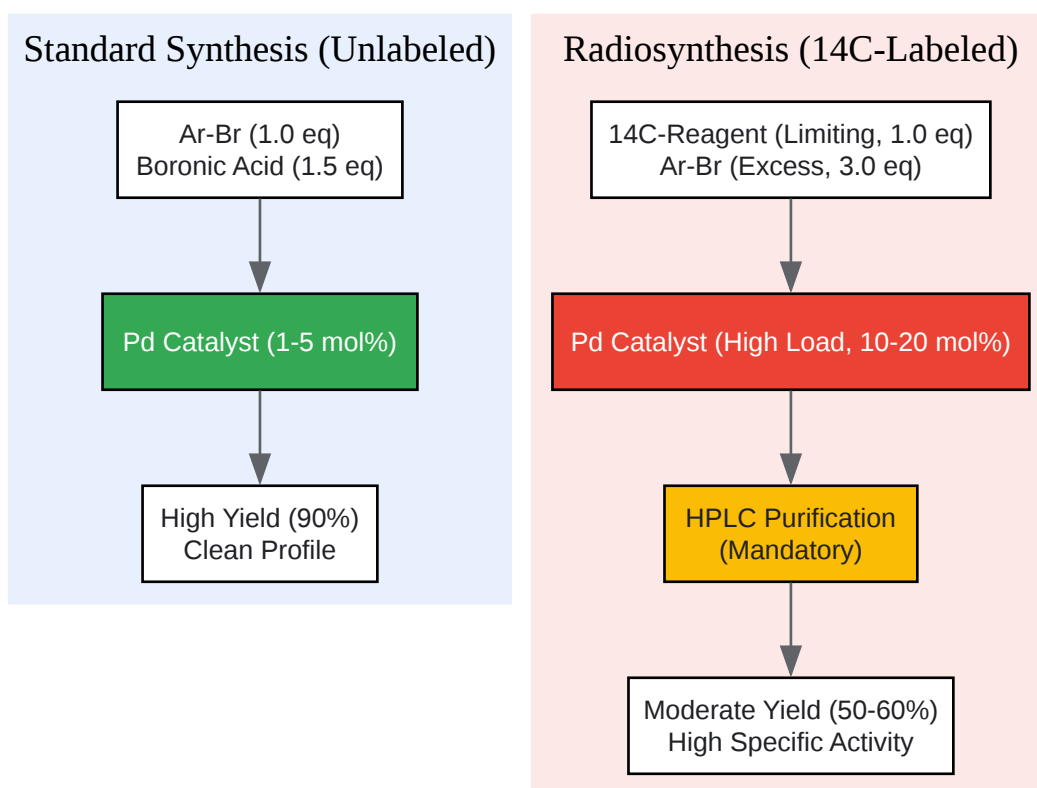 Standard Synthesis (Unlabeled)
Ar-Br (1.0 eq)
Boronic Acid (1.5 eq)
Pd Catalyst (1-5 mol%)
High Yield (90%)
Clean Profile
Radiosynthesis (14C-Labeled)
14C-Reagent (Limiting, 1.0 eq)
Ar-Br (Excess, 3.0 eq)
Pd Catalyst (High Load, 10-20 mol%)
HPLC Purification
(Mandatory)
Moderate Yield (50-60%)
High Specific Activity